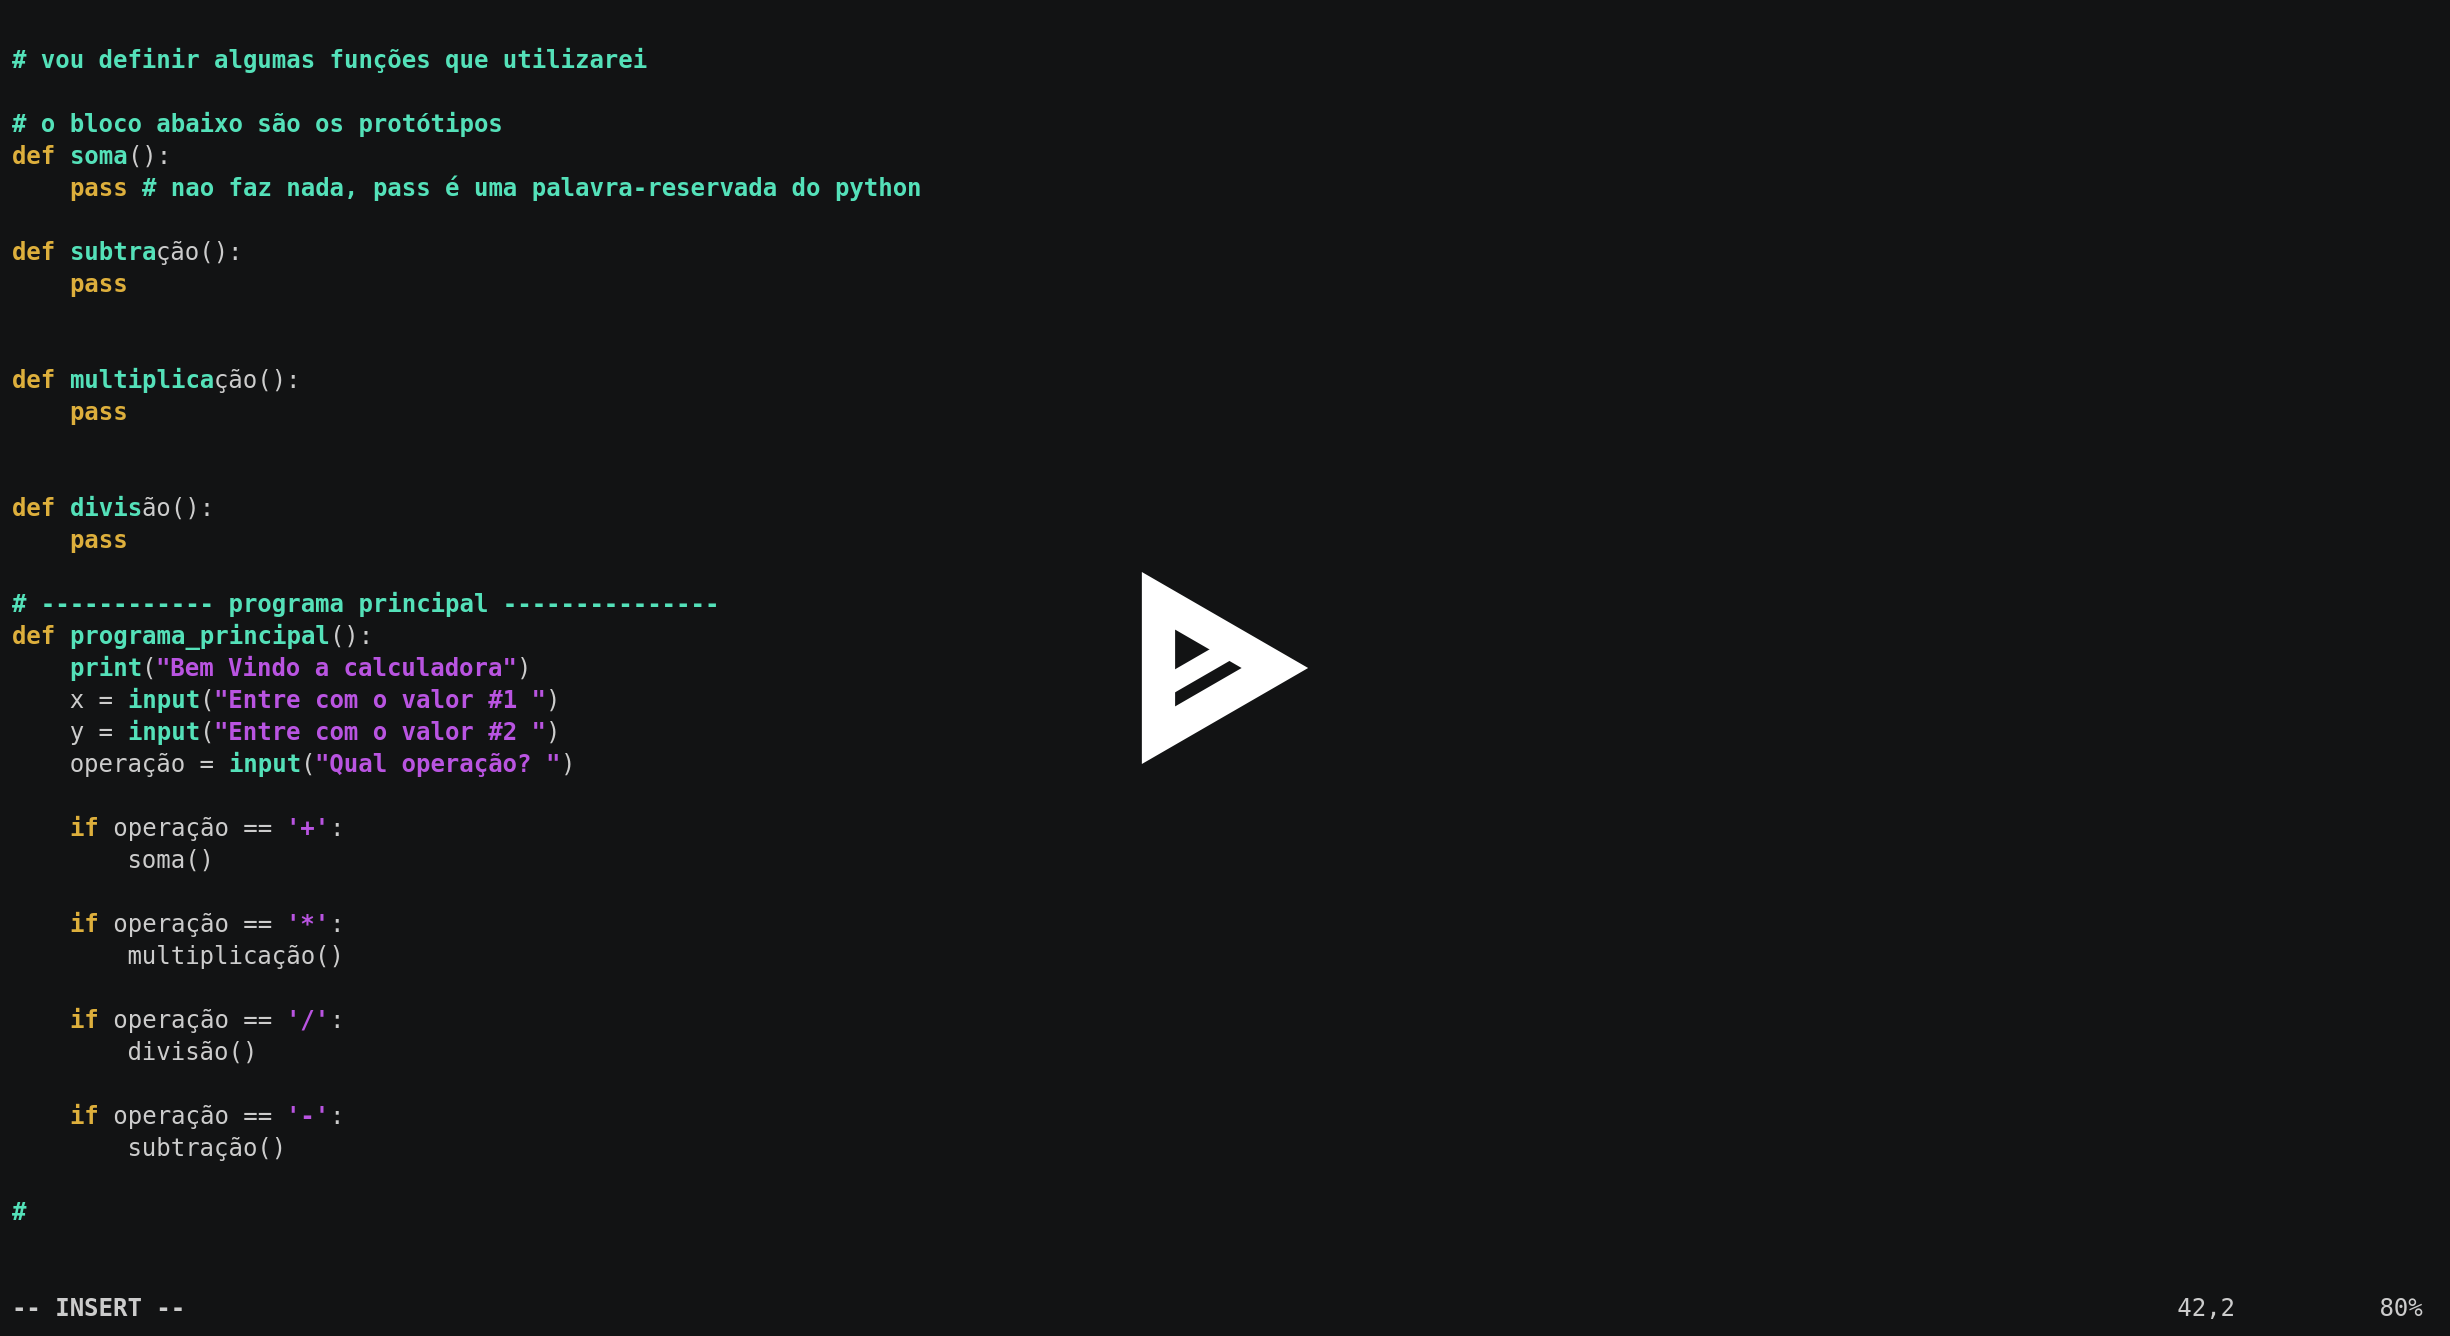 # vou definir algumas funções que utilizarei
# o bloco abaixo são os protótipos
def soma():
    pass # nao faz nada, pass é uma palavra-reservada do python
def subtração():
    pass
def multiplicação():
    pass
def divisão():
    pass
# ------------ programa principal ---------------
def programa_principal():
    print("Bem Vindo a calculadora")
    x = input("Entre com o valor #1 ")
    y = input("Entre com o valor #2 ")
    operação = input("Qual operação? ")
    if operação == '+':
        soma()
    if operação == '*':
        multiplicação()
    if operação == '/':
        divisão()
    if operação == '-':
        subtração()
#
-- INSERT -- 42,2 80%